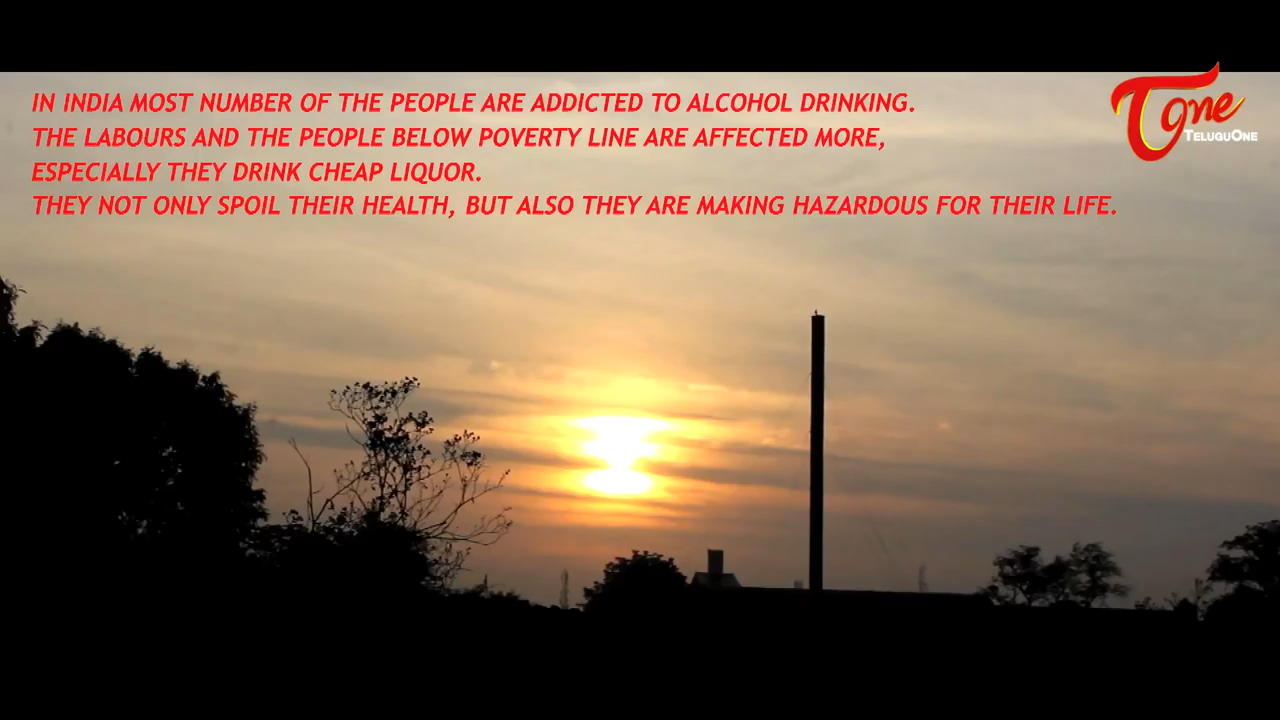 IN INDIA MOST NUMBER OF THE PEOPLE ARE ADDICTED TO ALCOHOL DRINKING.
THE LABOURS AND THE PEOPLE BELOW POVERTY LINE ARE AFFECTED MORE,
ESPECIALLY THEY DRINK CHEAP LIQUOR.
THEY NOT ONLY SPOIL THEIR HEALTH, BUT ALSO THEY ARE MAKING HAZARDOUS FOR THEIR LIFE.
Tone
TELUGUONE